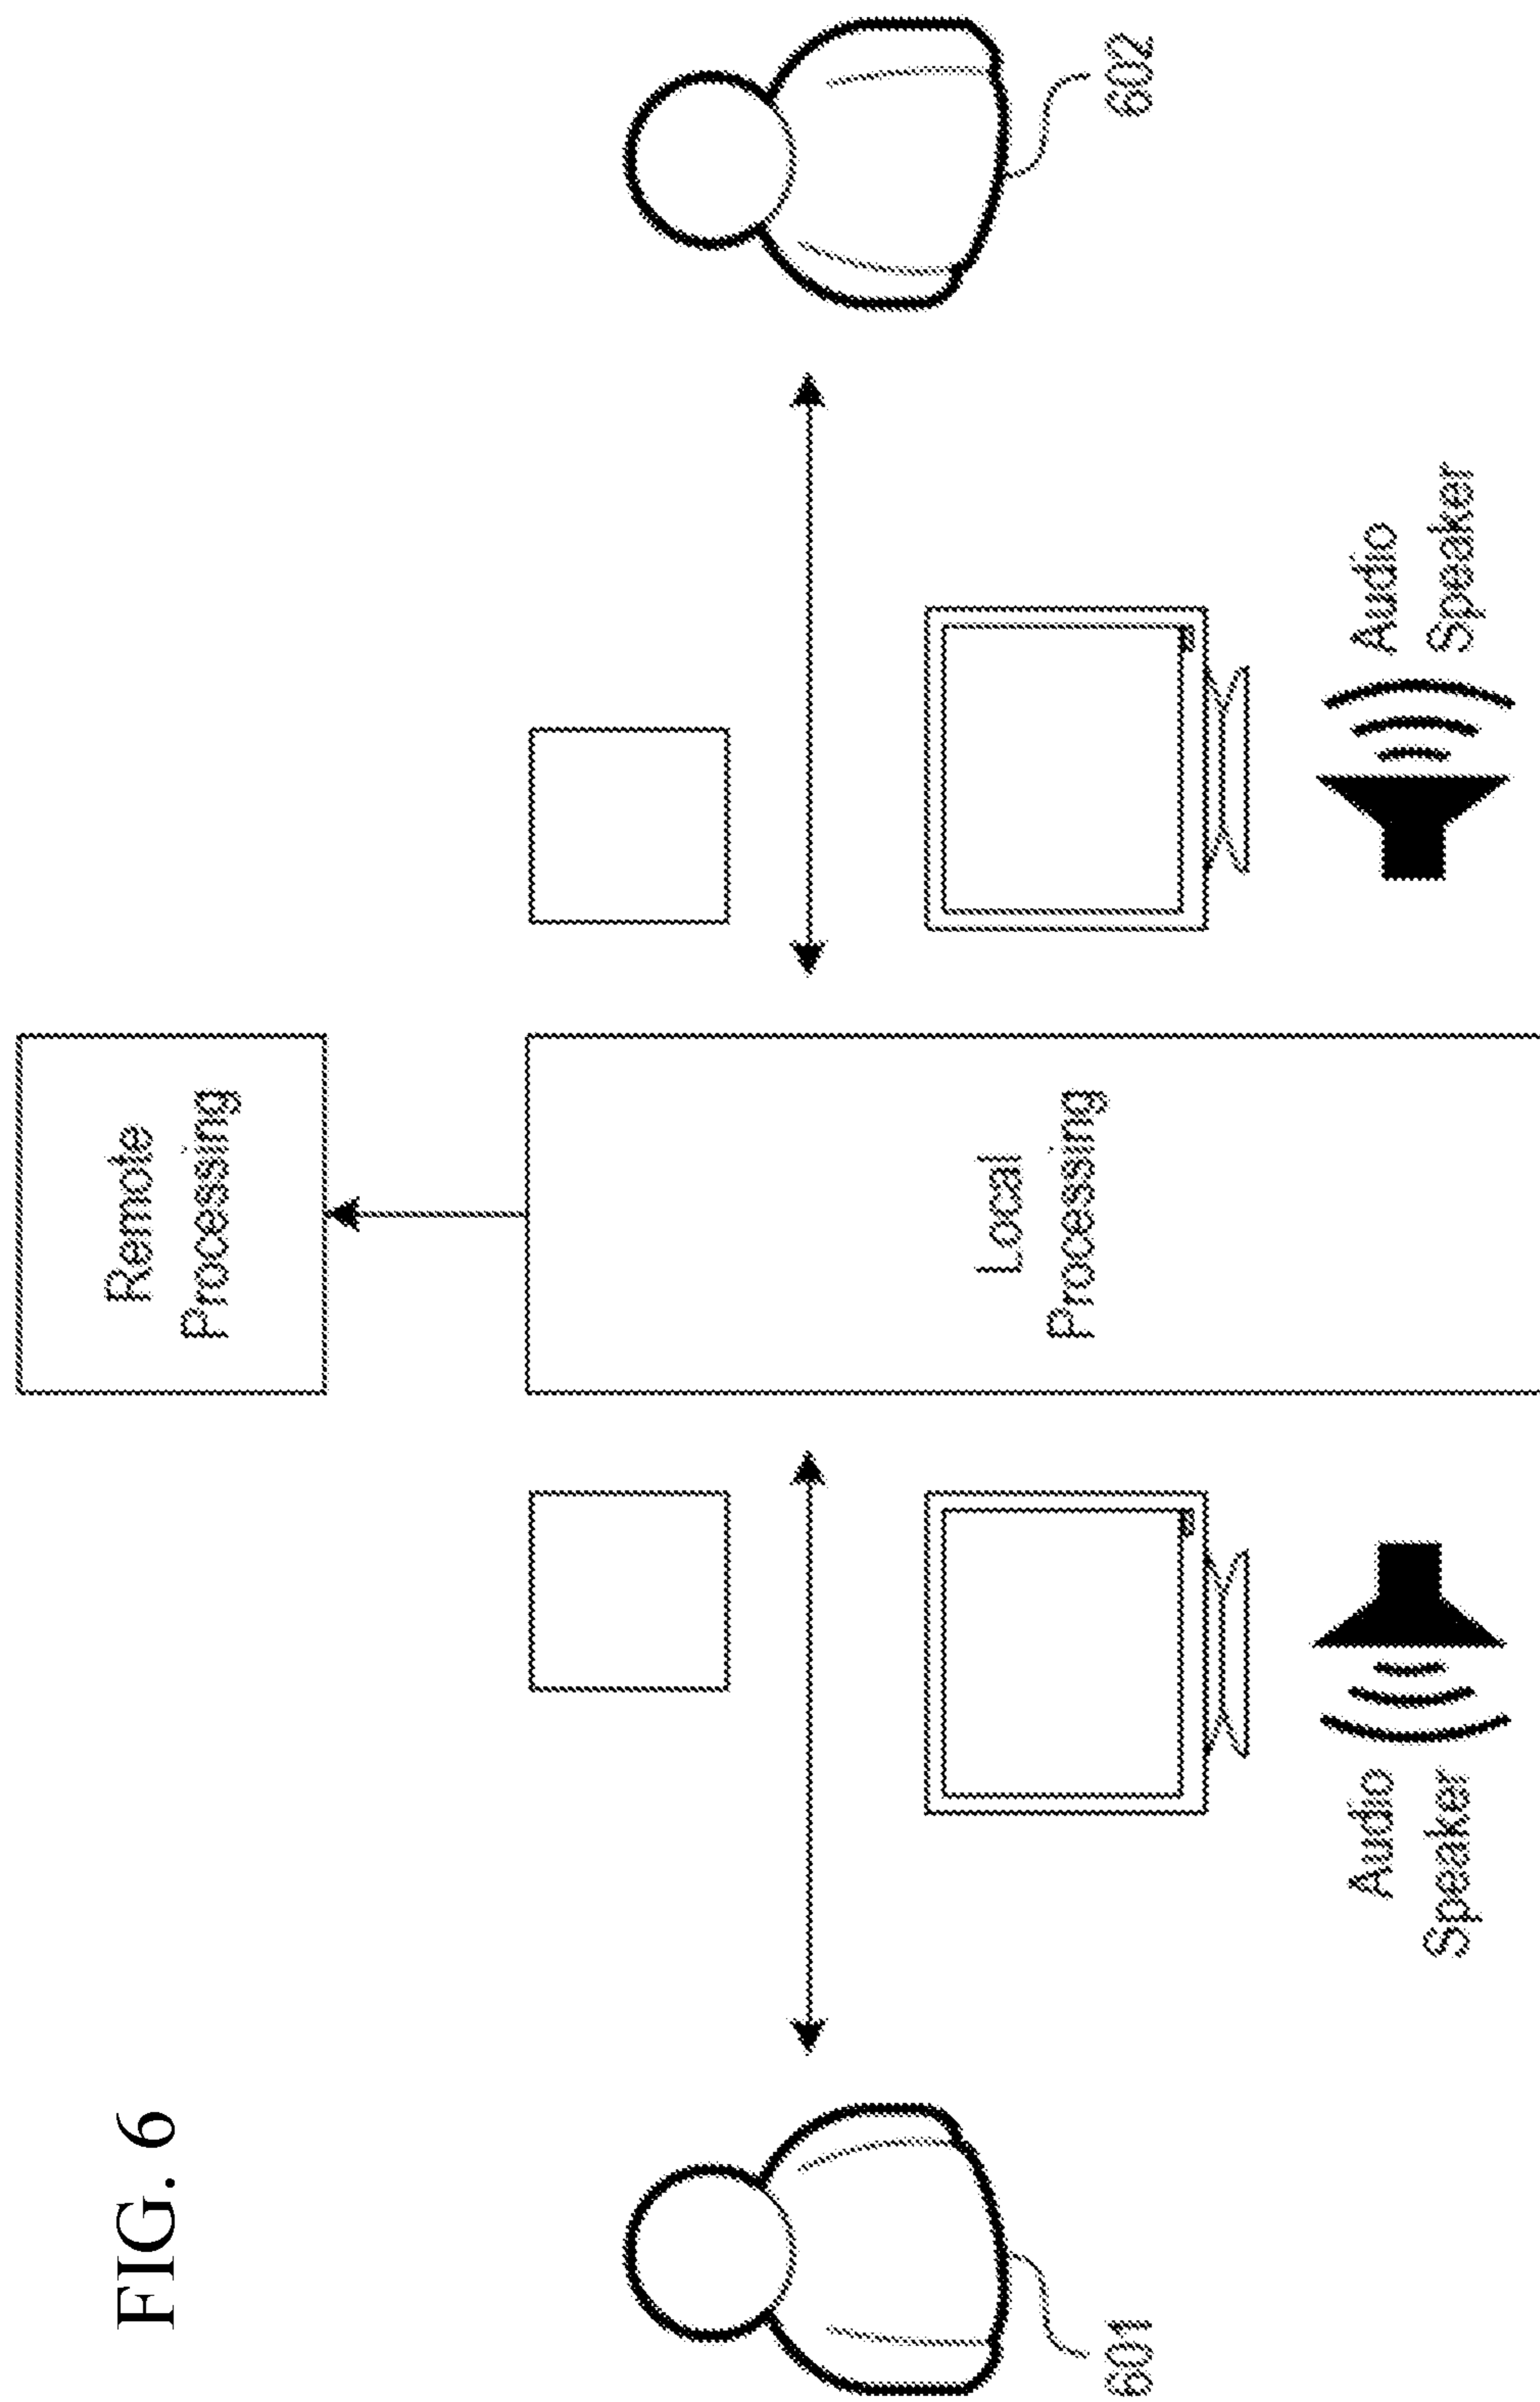 FIG. 6
Remote
Processing
Local
Processing
601
602
Audio
Speaker
Audio
Speaker